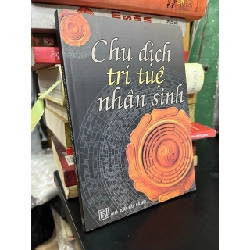 Chu dịch
trí tuệ
nhân sinh